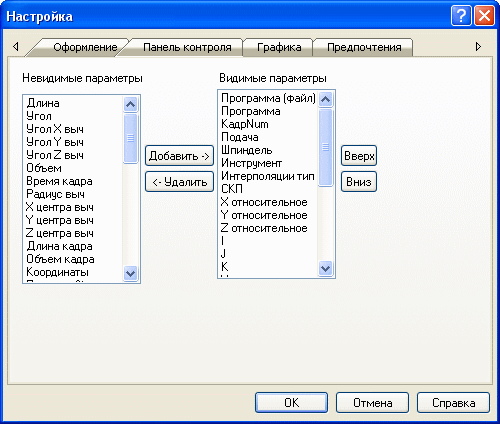 Настройка
Оформление
Панель контроля
Графика
Предпочтения
Невидимые параметры
Видимые параметры
Длина
Угол
Угол X выч
Угол Y выч
Угол Z выч
Объем
Время кадра
Радиус выч
X центра выч
Y центра выч
Z центра выч
Длина кадра
Объем кадра
Координаты
Добавить ->
<- Удалить
Программа (Файл)
Программа
КадрNum
Подача
Шпиндель
Инструмент
Интерполяции тип
СКП
X относительное
Y относительное
Z относительное
I
J
K
Вверх
Вниз
OK
Отмена
Справка